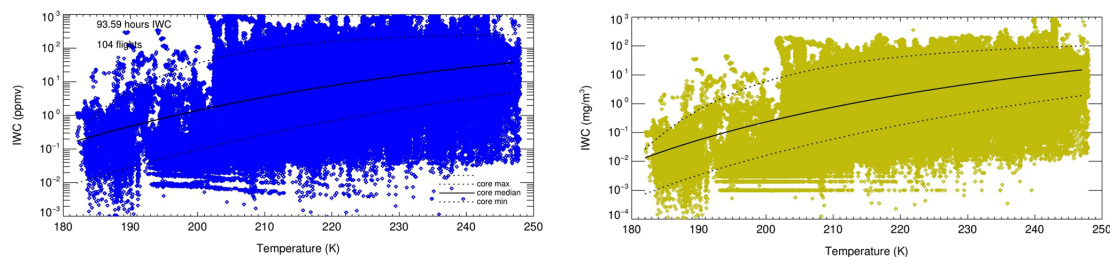 93.59 hours IWC
104 flights
10³
10²
10¹
10⁰
10⁻¹
10⁻²
10⁻³
IWC (ppmv)
core max
core median
core min
180 190 200 210 220 230 240 250
Temperature (K)
10³
10²
10¹
10⁰
10⁻¹
10⁻²
10⁻³
10⁻⁴
IWC (mg/m³)
180 190 200 210 220 230 240 250
Temperature (K)